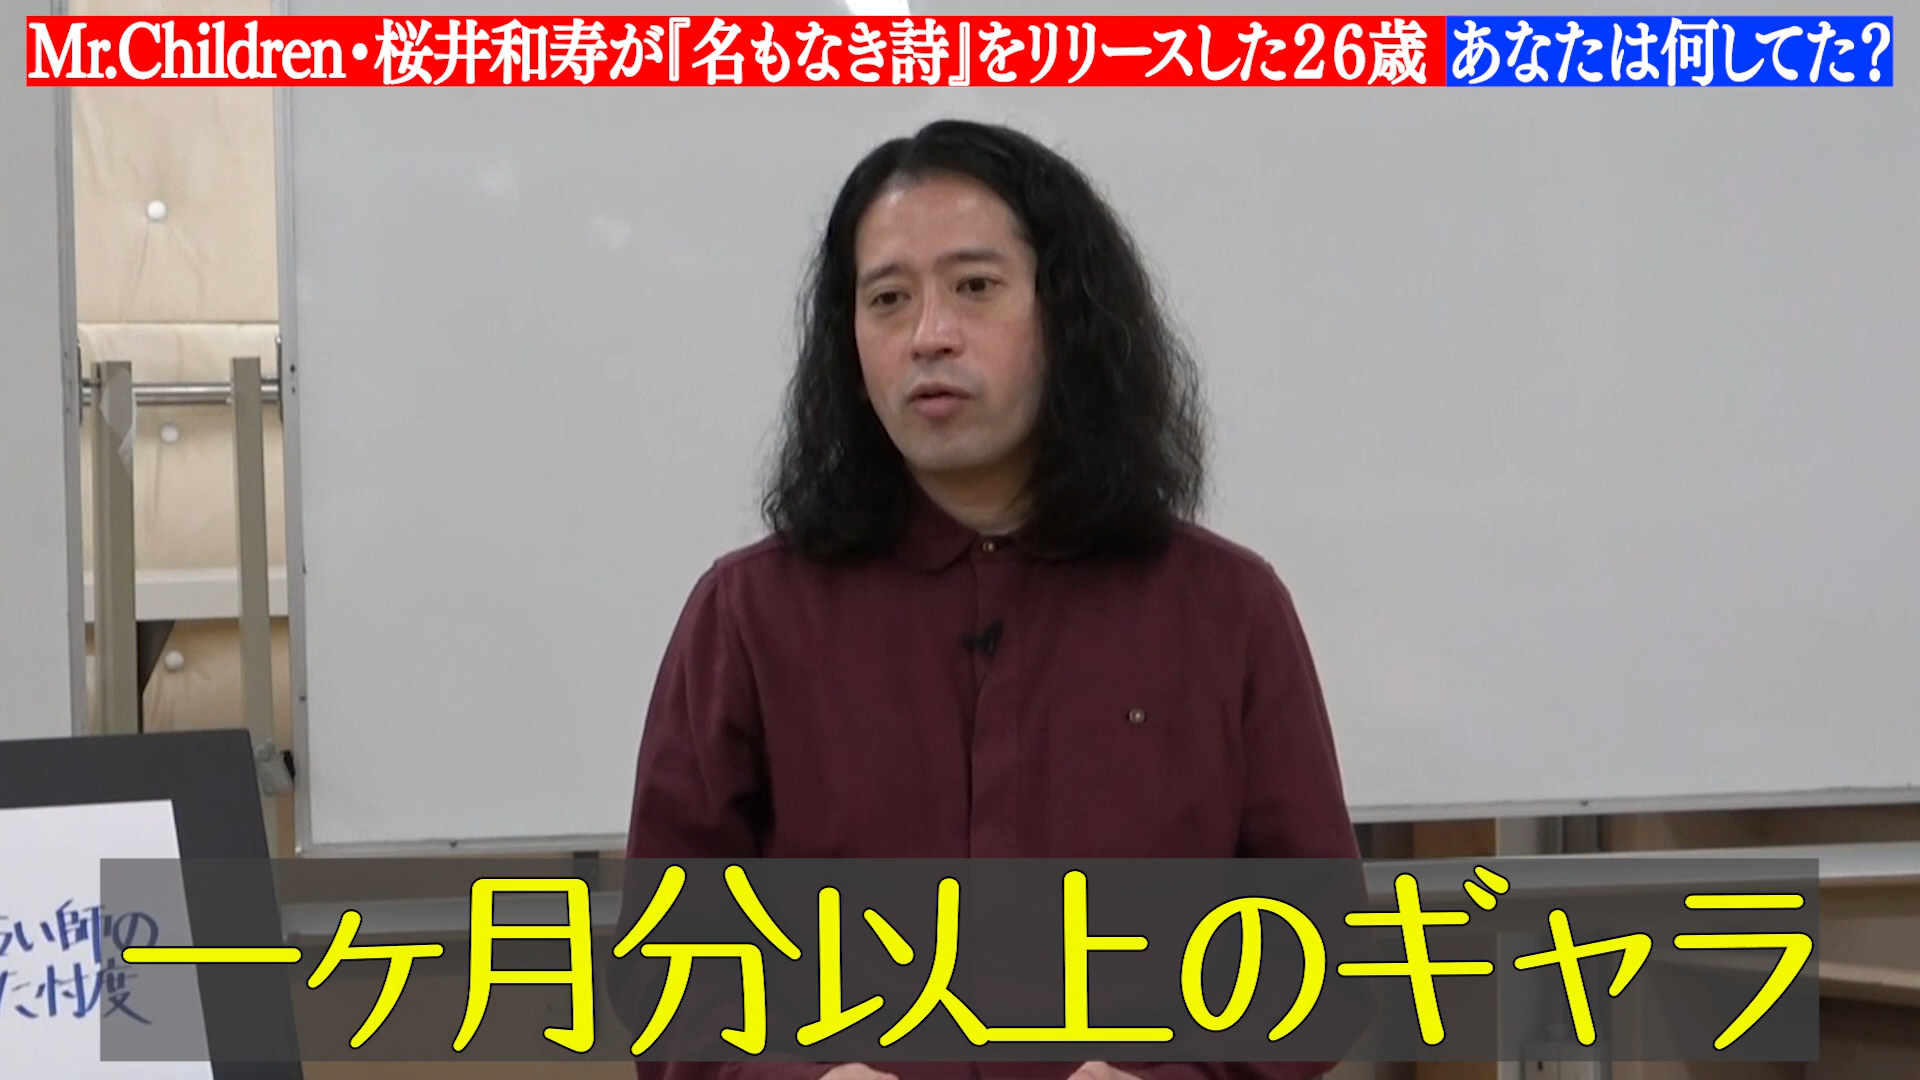 Mr.Children・桜井和寿が『名もなき詩』をリリースした26歳 あなたは何してた？
い師の
た忖度
一ヶ月分以上のギャラ